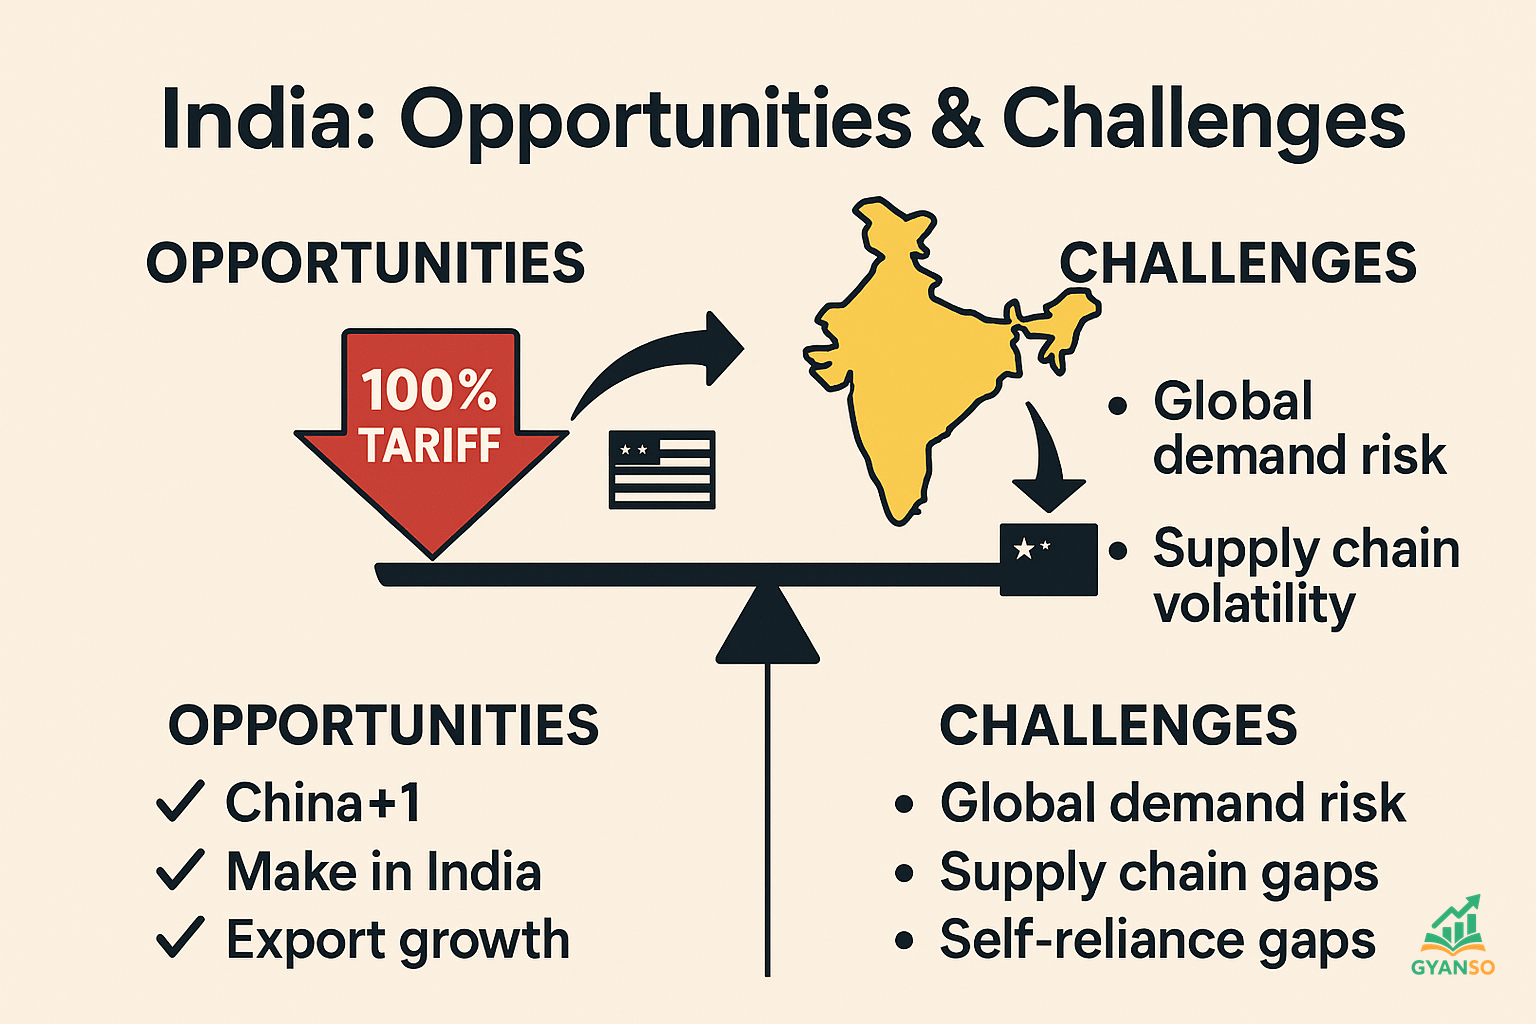 India: Opportunities & Challenges
OPPORTUNITIES
100%
TARIFF
CHALLENGES
• Global
demand risk
• Supply chain
volatility
OPPORTUNITIES
✓ China+1
✓ Make in India
✓ Export growth
CHALLENGES
• Global demand risk
• Supply chain gaps
• Self-reliance gaps
GYANSO